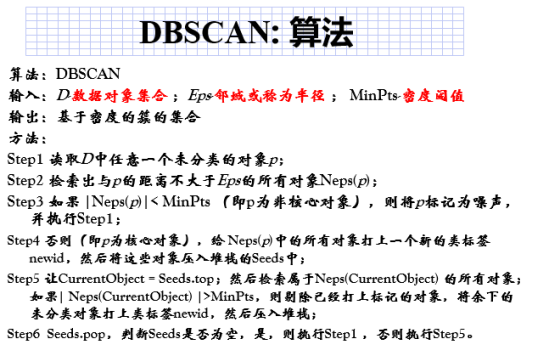 DBSCAN: 算法
算法：DBSCAN
输入：D-数据对象集合；Eps-邻域或称为半径； MinPts-密度阈值
输出：基于密度的簇的集合
方法：
Step1 读取D中任意一个未分类的对象p；
Step2 检索出与p的距离不大于Eps的所有对象Neps(p)；
Step3 如果 |Neps(p)|< MinPts （即p为非核心对象），则将p标记为噪声，
并执行Step1；
Step4 否则（即p为核心对象），给 Neps(p)中的所有对象打上一个新的类标签
newid，然后将这些对象压入堆栈的Seeds中；
Step5 让CurrentObject = Seeds.top；然后检索属于Neps(CurrentObject) 的所有对象；
如果| Neps(CurrentObject) |>MinPts，则剔除已经打上标记的对象，将余下的
未分类对象打上类标签newid，然后压入堆栈；
Step6 Seeds.pop，判断Seeds是否为空，是，则执行Step1 ，否则执行Step5。